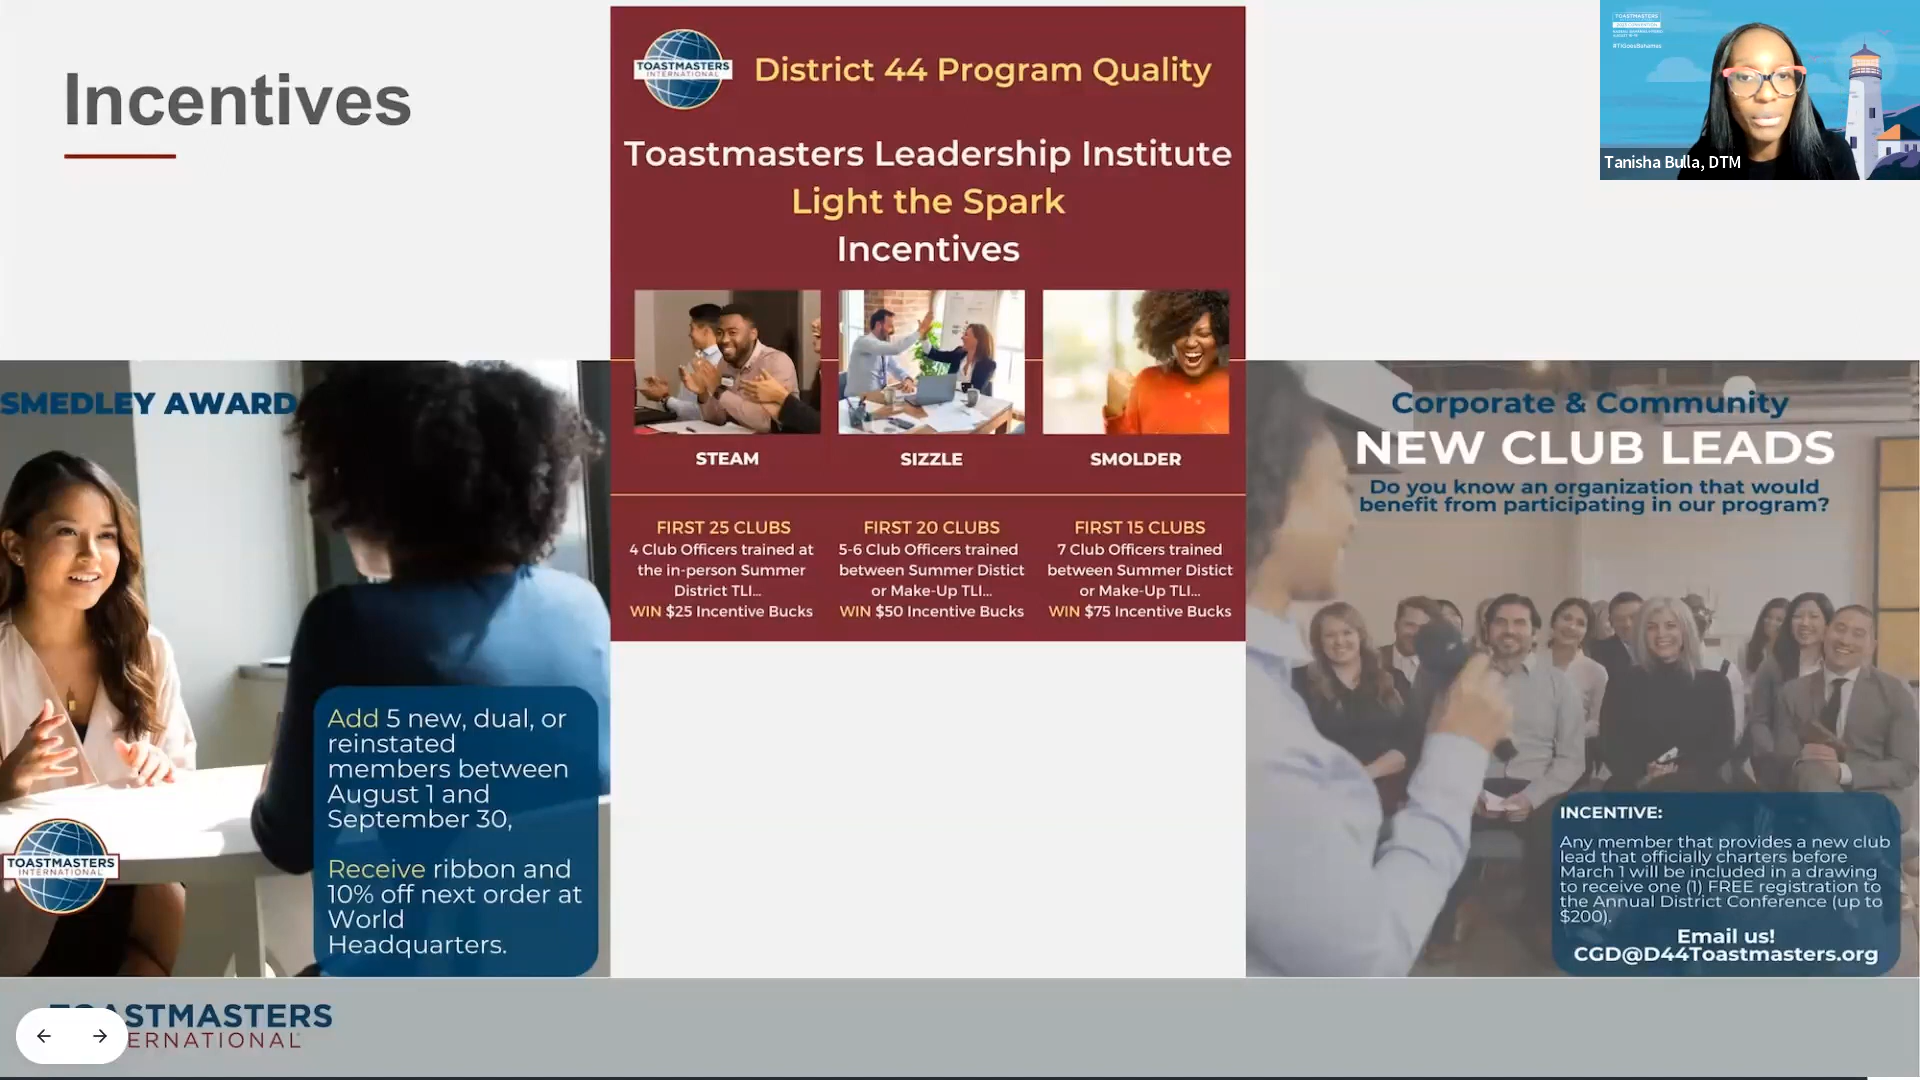 Incentives
TOASTMASTERS
INTERNATIONAL
District 44 Program Quality
Toastmasters Leadership Institute
Light the Spark
Incentives
STEAM
SIZZLE
SMOLDER
FIRST 25 CLUBS
4 Club Officers trained at
the in-person Summer
District TLI...
WIN $25 Incentive Bucks
FIRST 20 CLUBS
5-6 Club Officers trained
between Summer Distict
or Make-Up TLI...
WIN $50 Incentive Bucks
FIRST 15 CLUBS
7 Club Officers trained
between Summer Distict
or Make-Up TLI...
WIN $75 Incentive Bucks
TOASTMASTERS
#TIGoesBahamas
Tanisha Bulla, DTM
SMEDLEY AWARD
Add 5 new, dual, or
reinstated
members between
August 1 and
September 30,
Receive ribbon and
10% off next order at
World
Headquarters.
TOASTMASTERS
INTERNATIONAL
Corporate & Community
NEW CLUB LEADS
Do you know an organization that would
benefit from participating in our program?
INCENTIVE:
Any member that provides a new club
lead that officially charters before
March 1 will be included in a drawing
to receive one (1) FREE registration to
the Annual District Conference (up to
$200).
Email us!
CGD@D44Toastmasters.org
TOASTMASTERS
ERNATIONAL